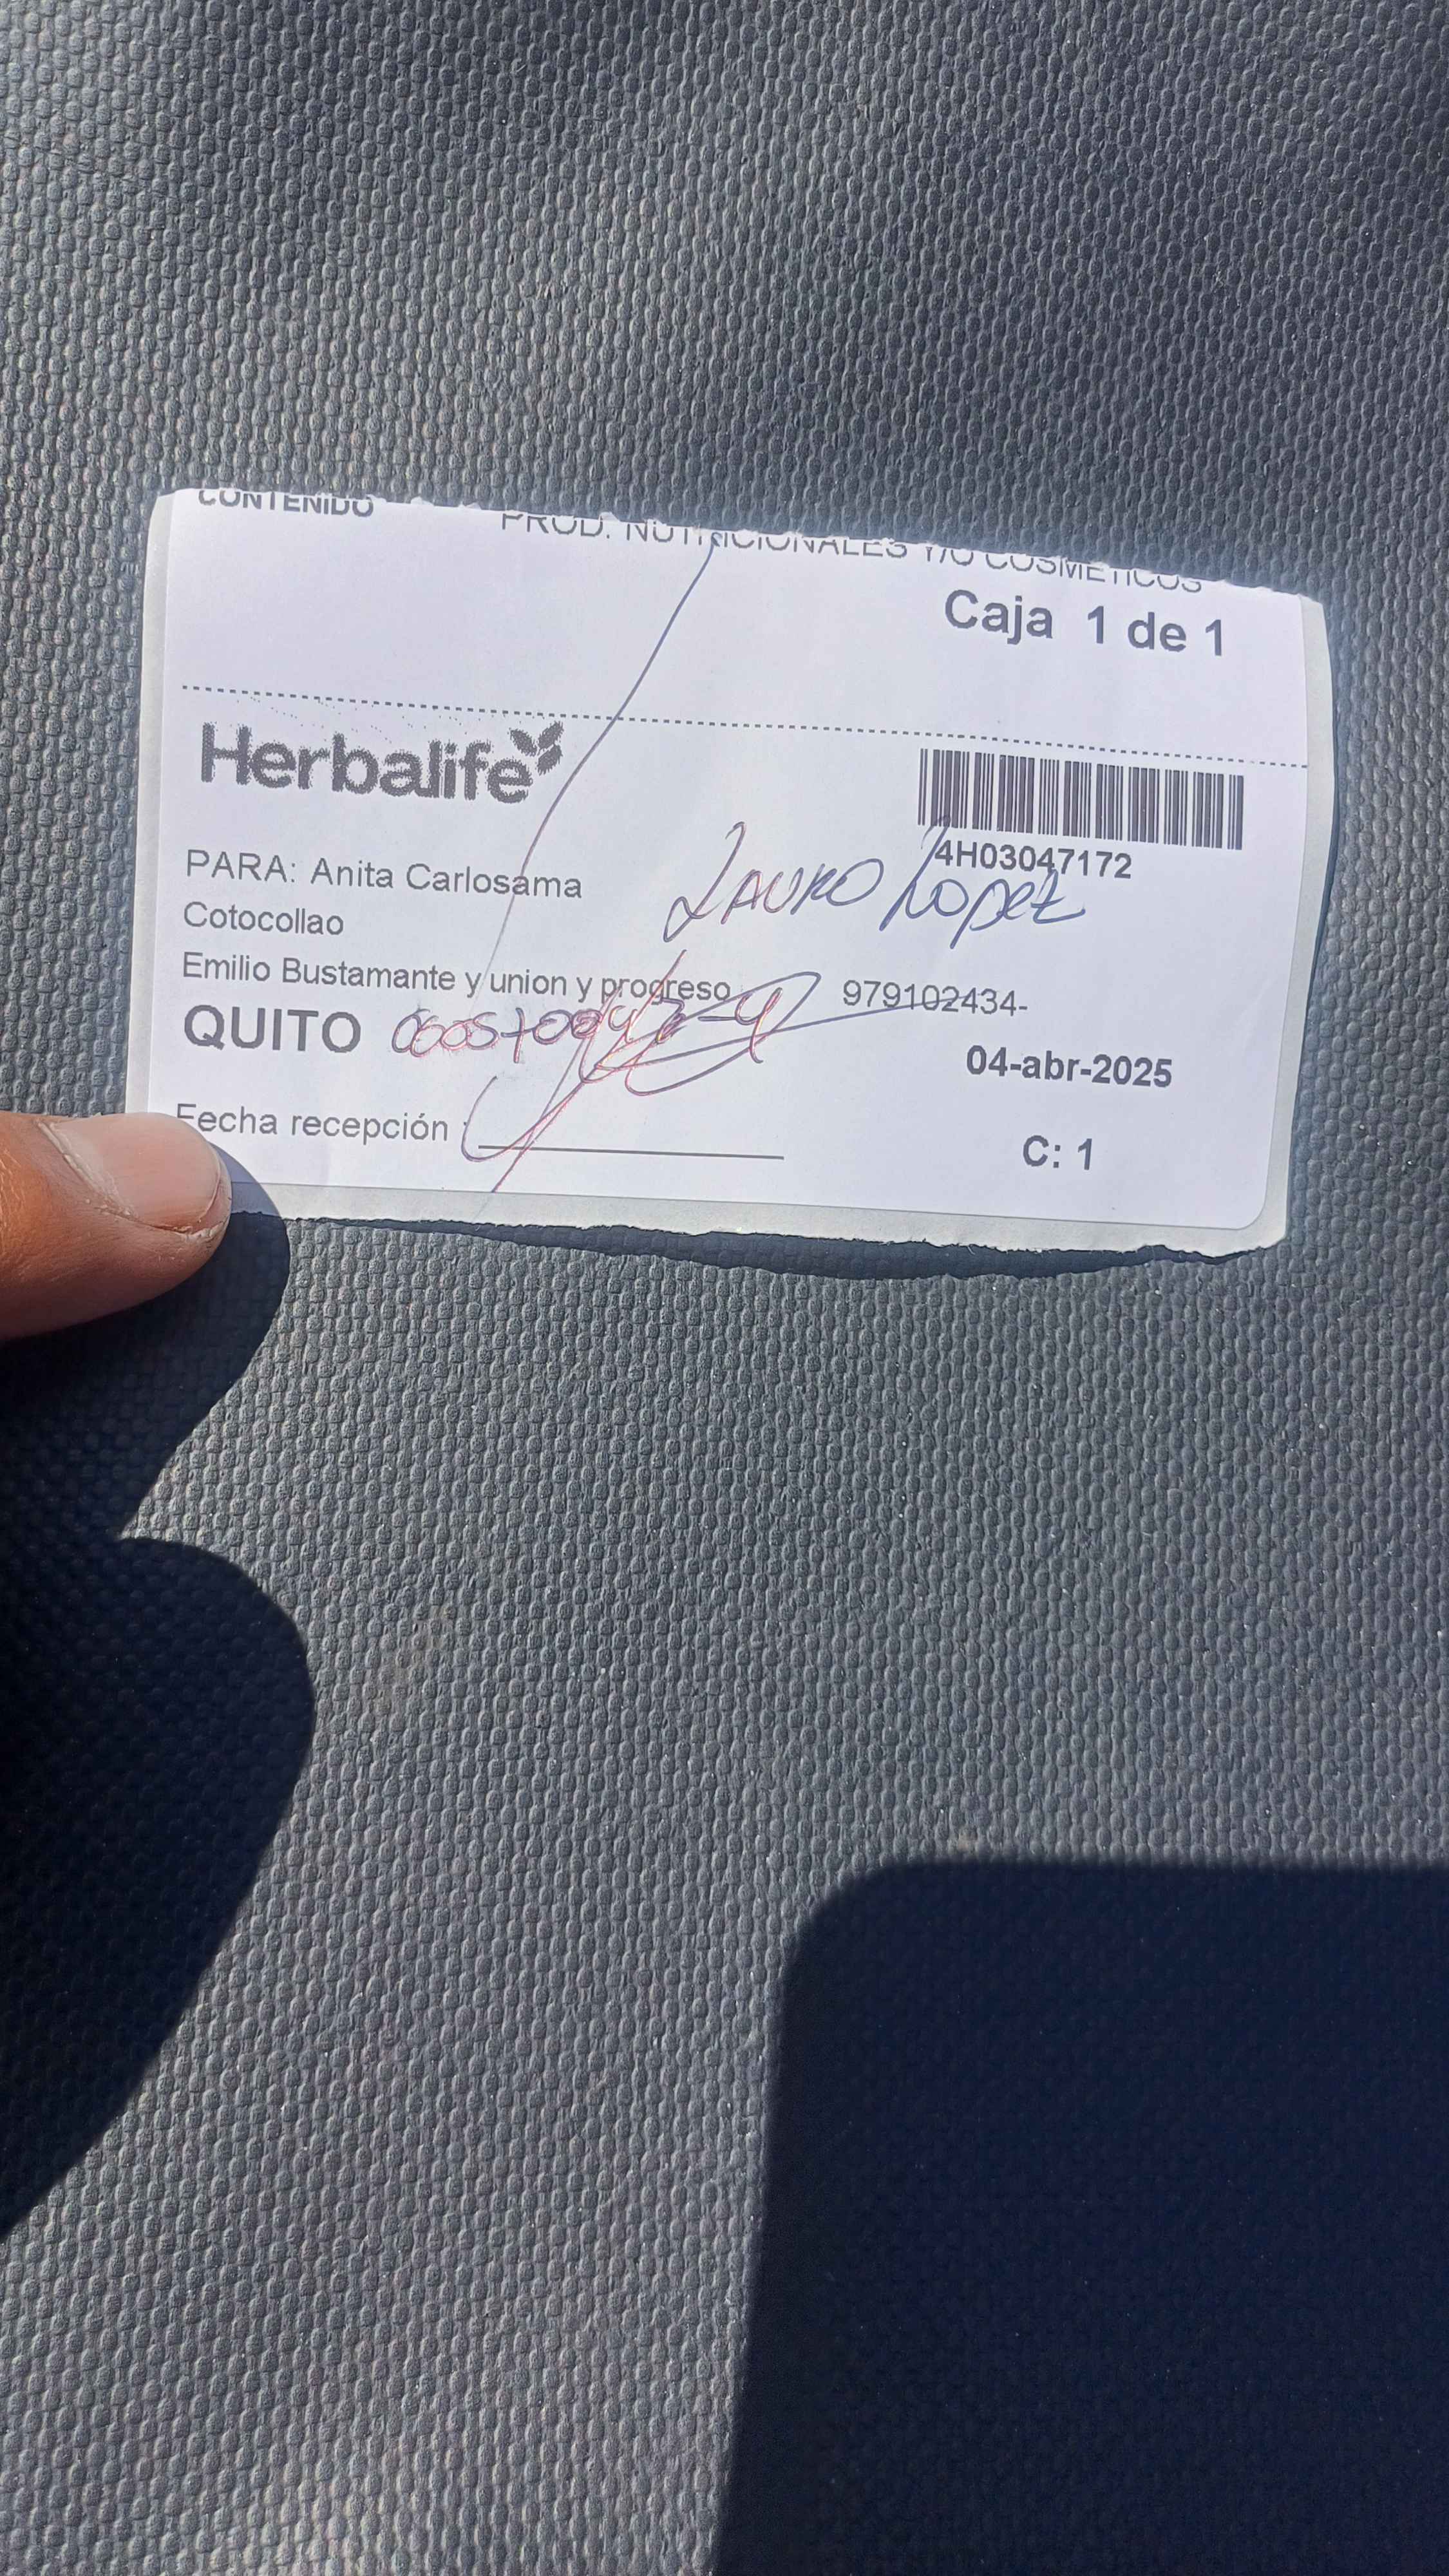 CONTENIDO PROD. NUTRICIONALES Y/O COSMETICOS
Caja 1 de 1
Herbalife
4H03047172
PARA: Anita Carlosama
Lauro Lopez
Cotocollao
Emilio Bustamante y union y progreso 979102434-
QUITO
04-abr-2025
Fecha recepción :
C: 1